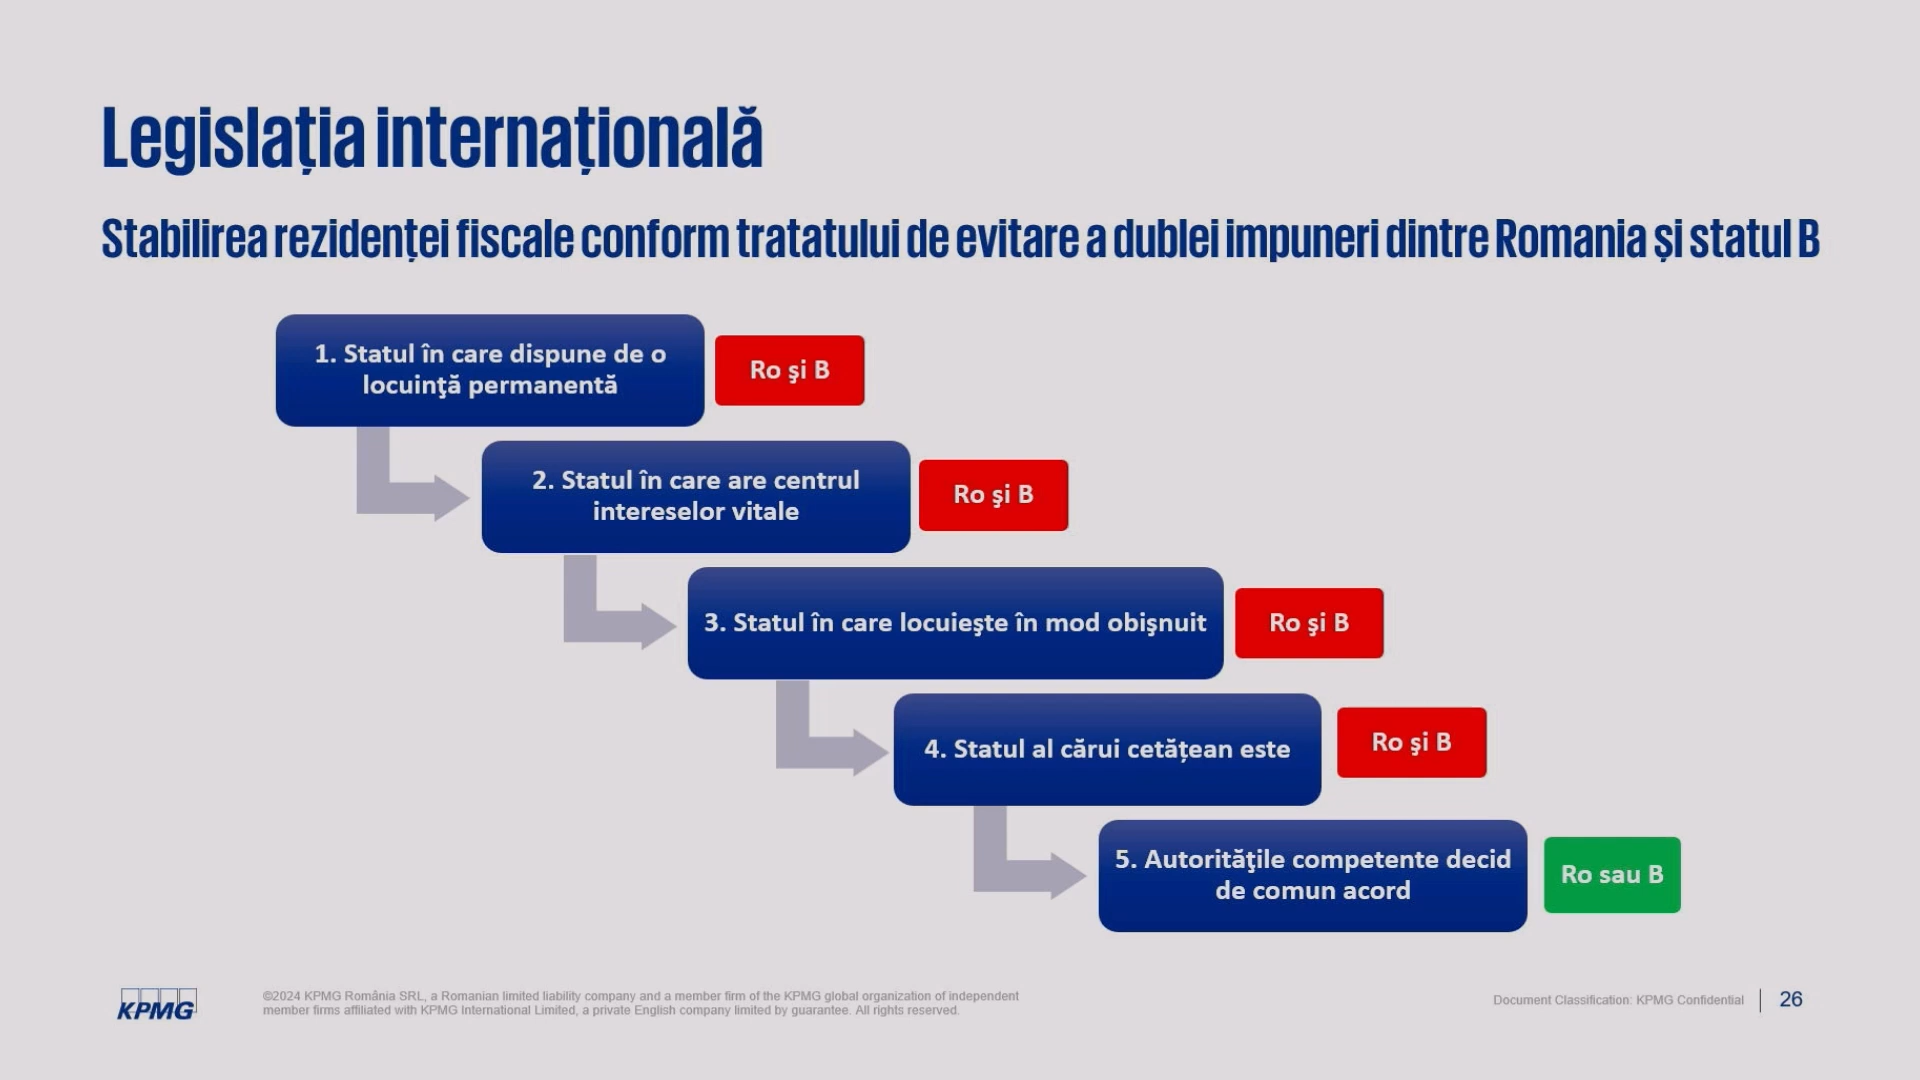 Legislația internațională
Stabilirea rezidenței fiscale conform tratatului de evitare a dublei impuneri dintre Romania și statul B
1. Statul în care dispune de o
locuinţă permanentă
Ro şi B
2. Statul în care are centrul
intereselor vitale
Ro şi B
3. Statul în care locuieşte în mod obişnuit
Ro şi B
4. Statul al cărui cetățean este
Ro şi B
5. Autorităţile competente decid
de comun acord
Ro sau B
KPMG
©2024 KPMG România SRL, a Romanian limited liability company and a member firm of the KPMG global organization of independent
member firms affiliated with KPMG International Limited, a private English company limited by guarantee. All rights reserved.
Document Classification: KPMG Confidential
26